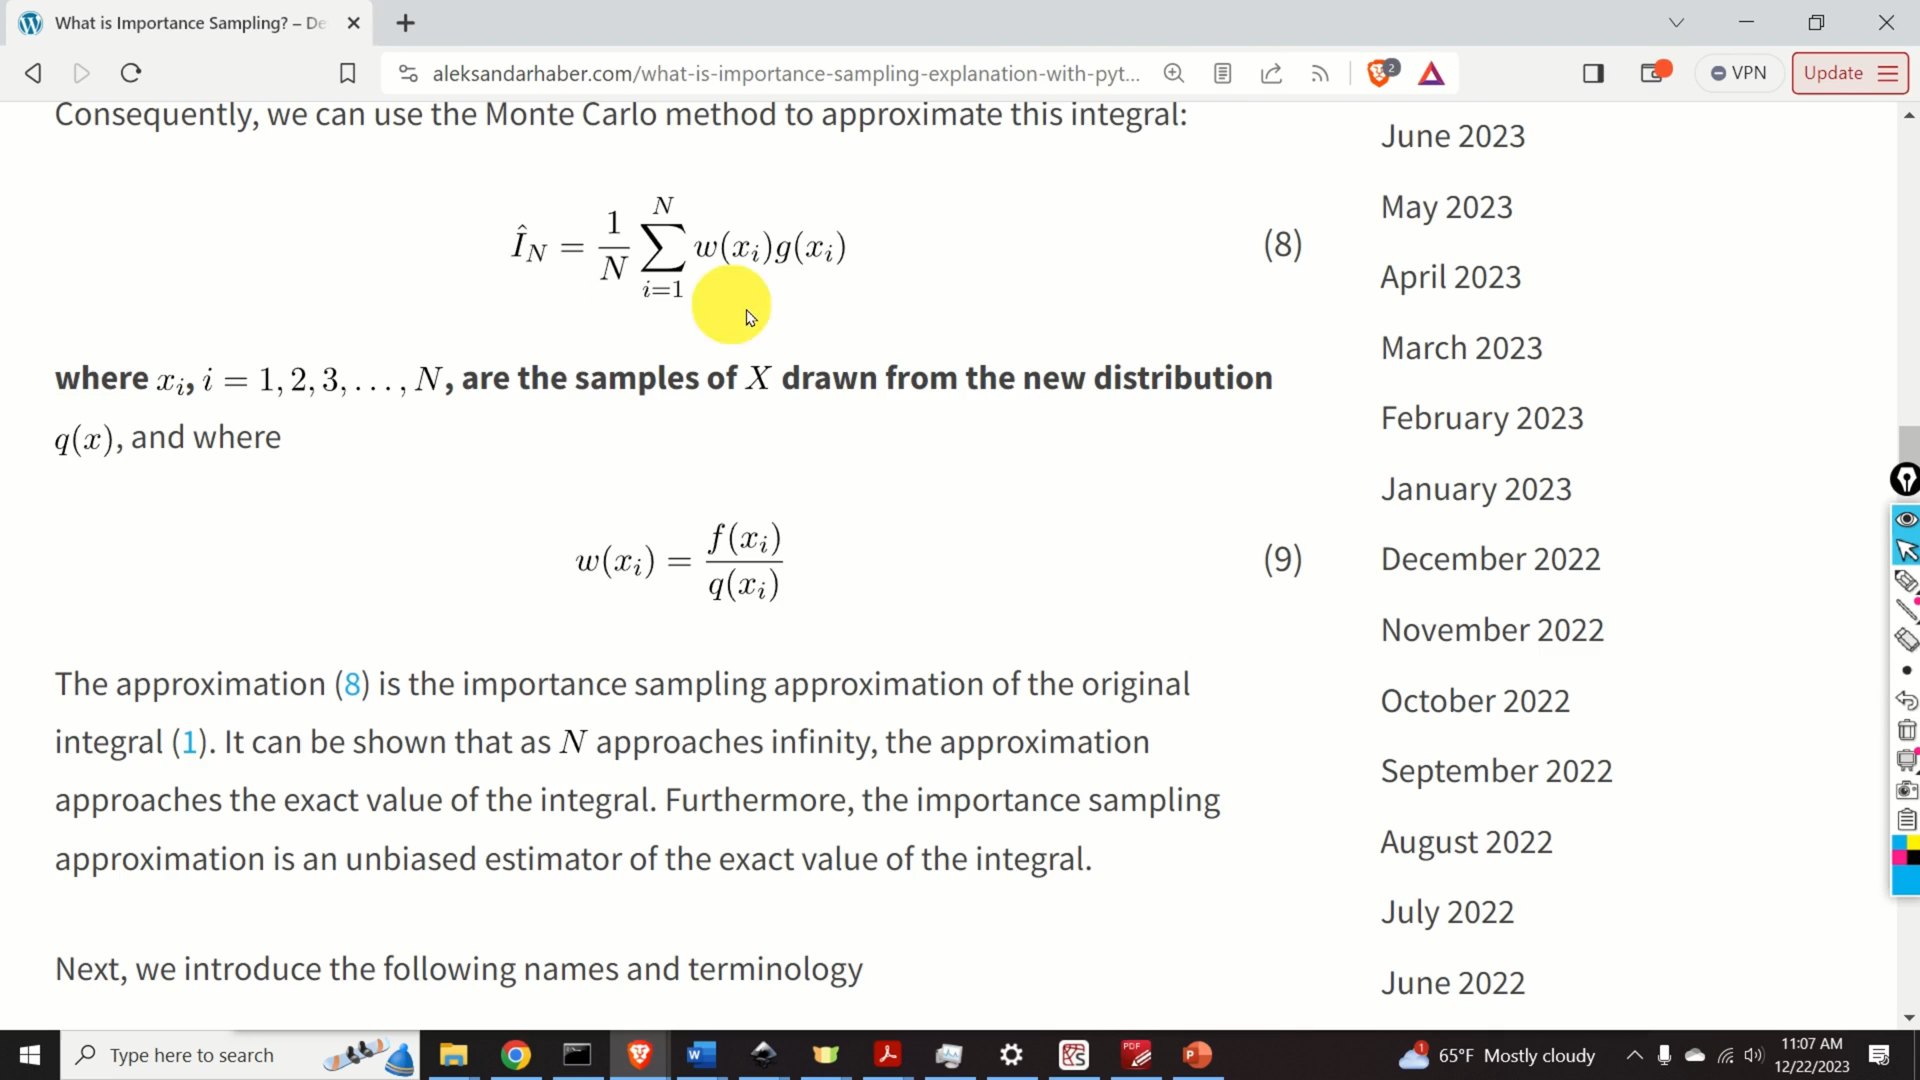 What is Importance Sampling? – De
aleksandarhaber.com/what-is-importance-sampling-explanation-with-pyt...
2
VPN
Update
Consequently, we can use the Monte Carlo method to approximate this integral:
Î_N = 1/N ∑_{i=1}^{N} w(x_i)g(x_i) (8)
where x_i, i = 1, 2, 3, . . . , N, are the samples of X drawn from the new distribution
q(x), and where
w(x_i) = f(x_i)/q(x_i) (9)
The approximation (8) is the importance sampling approximation of the original
integral (1). It can be shown that as N approaches infinity, the approximation
approaches the exact value of the integral. Furthermore, the importance sampling
approximation is an unbiased estimator of the exact value of the integral.
Next, we introduce the following names and terminology
June 2023
May 2023
April 2023
March 2023
February 2023
January 2023
December 2022
November 2022
October 2022
September 2022
August 2022
July 2022
June 2022
Type here to search
W
PDF
P
1
65°F Mostly cloudy
11:07 AM
12/22/2023